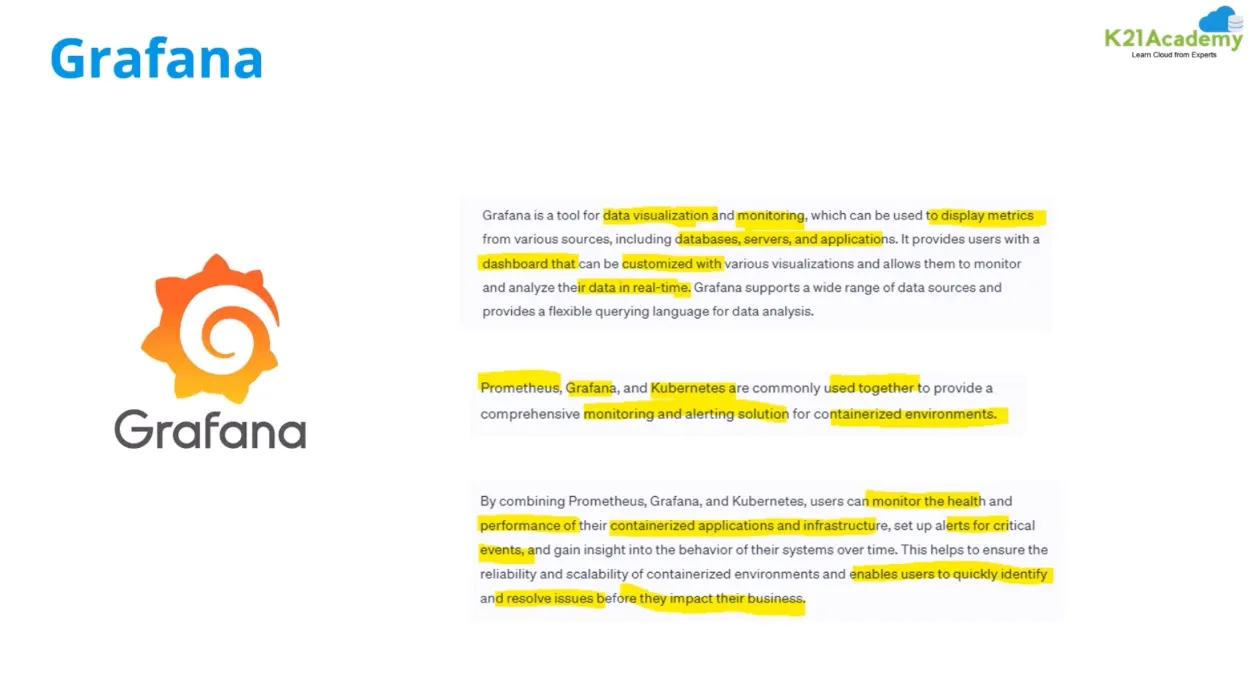 Grafana
K21Academy
Learn Cloud from Experts
Grafana is a tool for data visualization and monitoring, which can be used to display metrics
from various sources, including databases, servers, and applications. It provides users with a
dashboard that can be customized with various visualizations and allows them to monitor
and analyze their data in real-time. Grafana supports a wide range of data sources and
provides a flexible querying language for data analysis.
Grafana
Prometheus, Grafana, and Kubernetes are commonly used together to provide a
comprehensive monitoring and alerting solution for containerized environments.
By combining Prometheus, Grafana, and Kubernetes, users can monitor the health and
performance of their containerized applications and infrastructure, set up alerts for critical
events, and gain insight into the behavior of their systems over time. This helps to ensure the
reliability and scalability of containerized environments and enables users to quickly identify
and resolve issues before they impact their business.